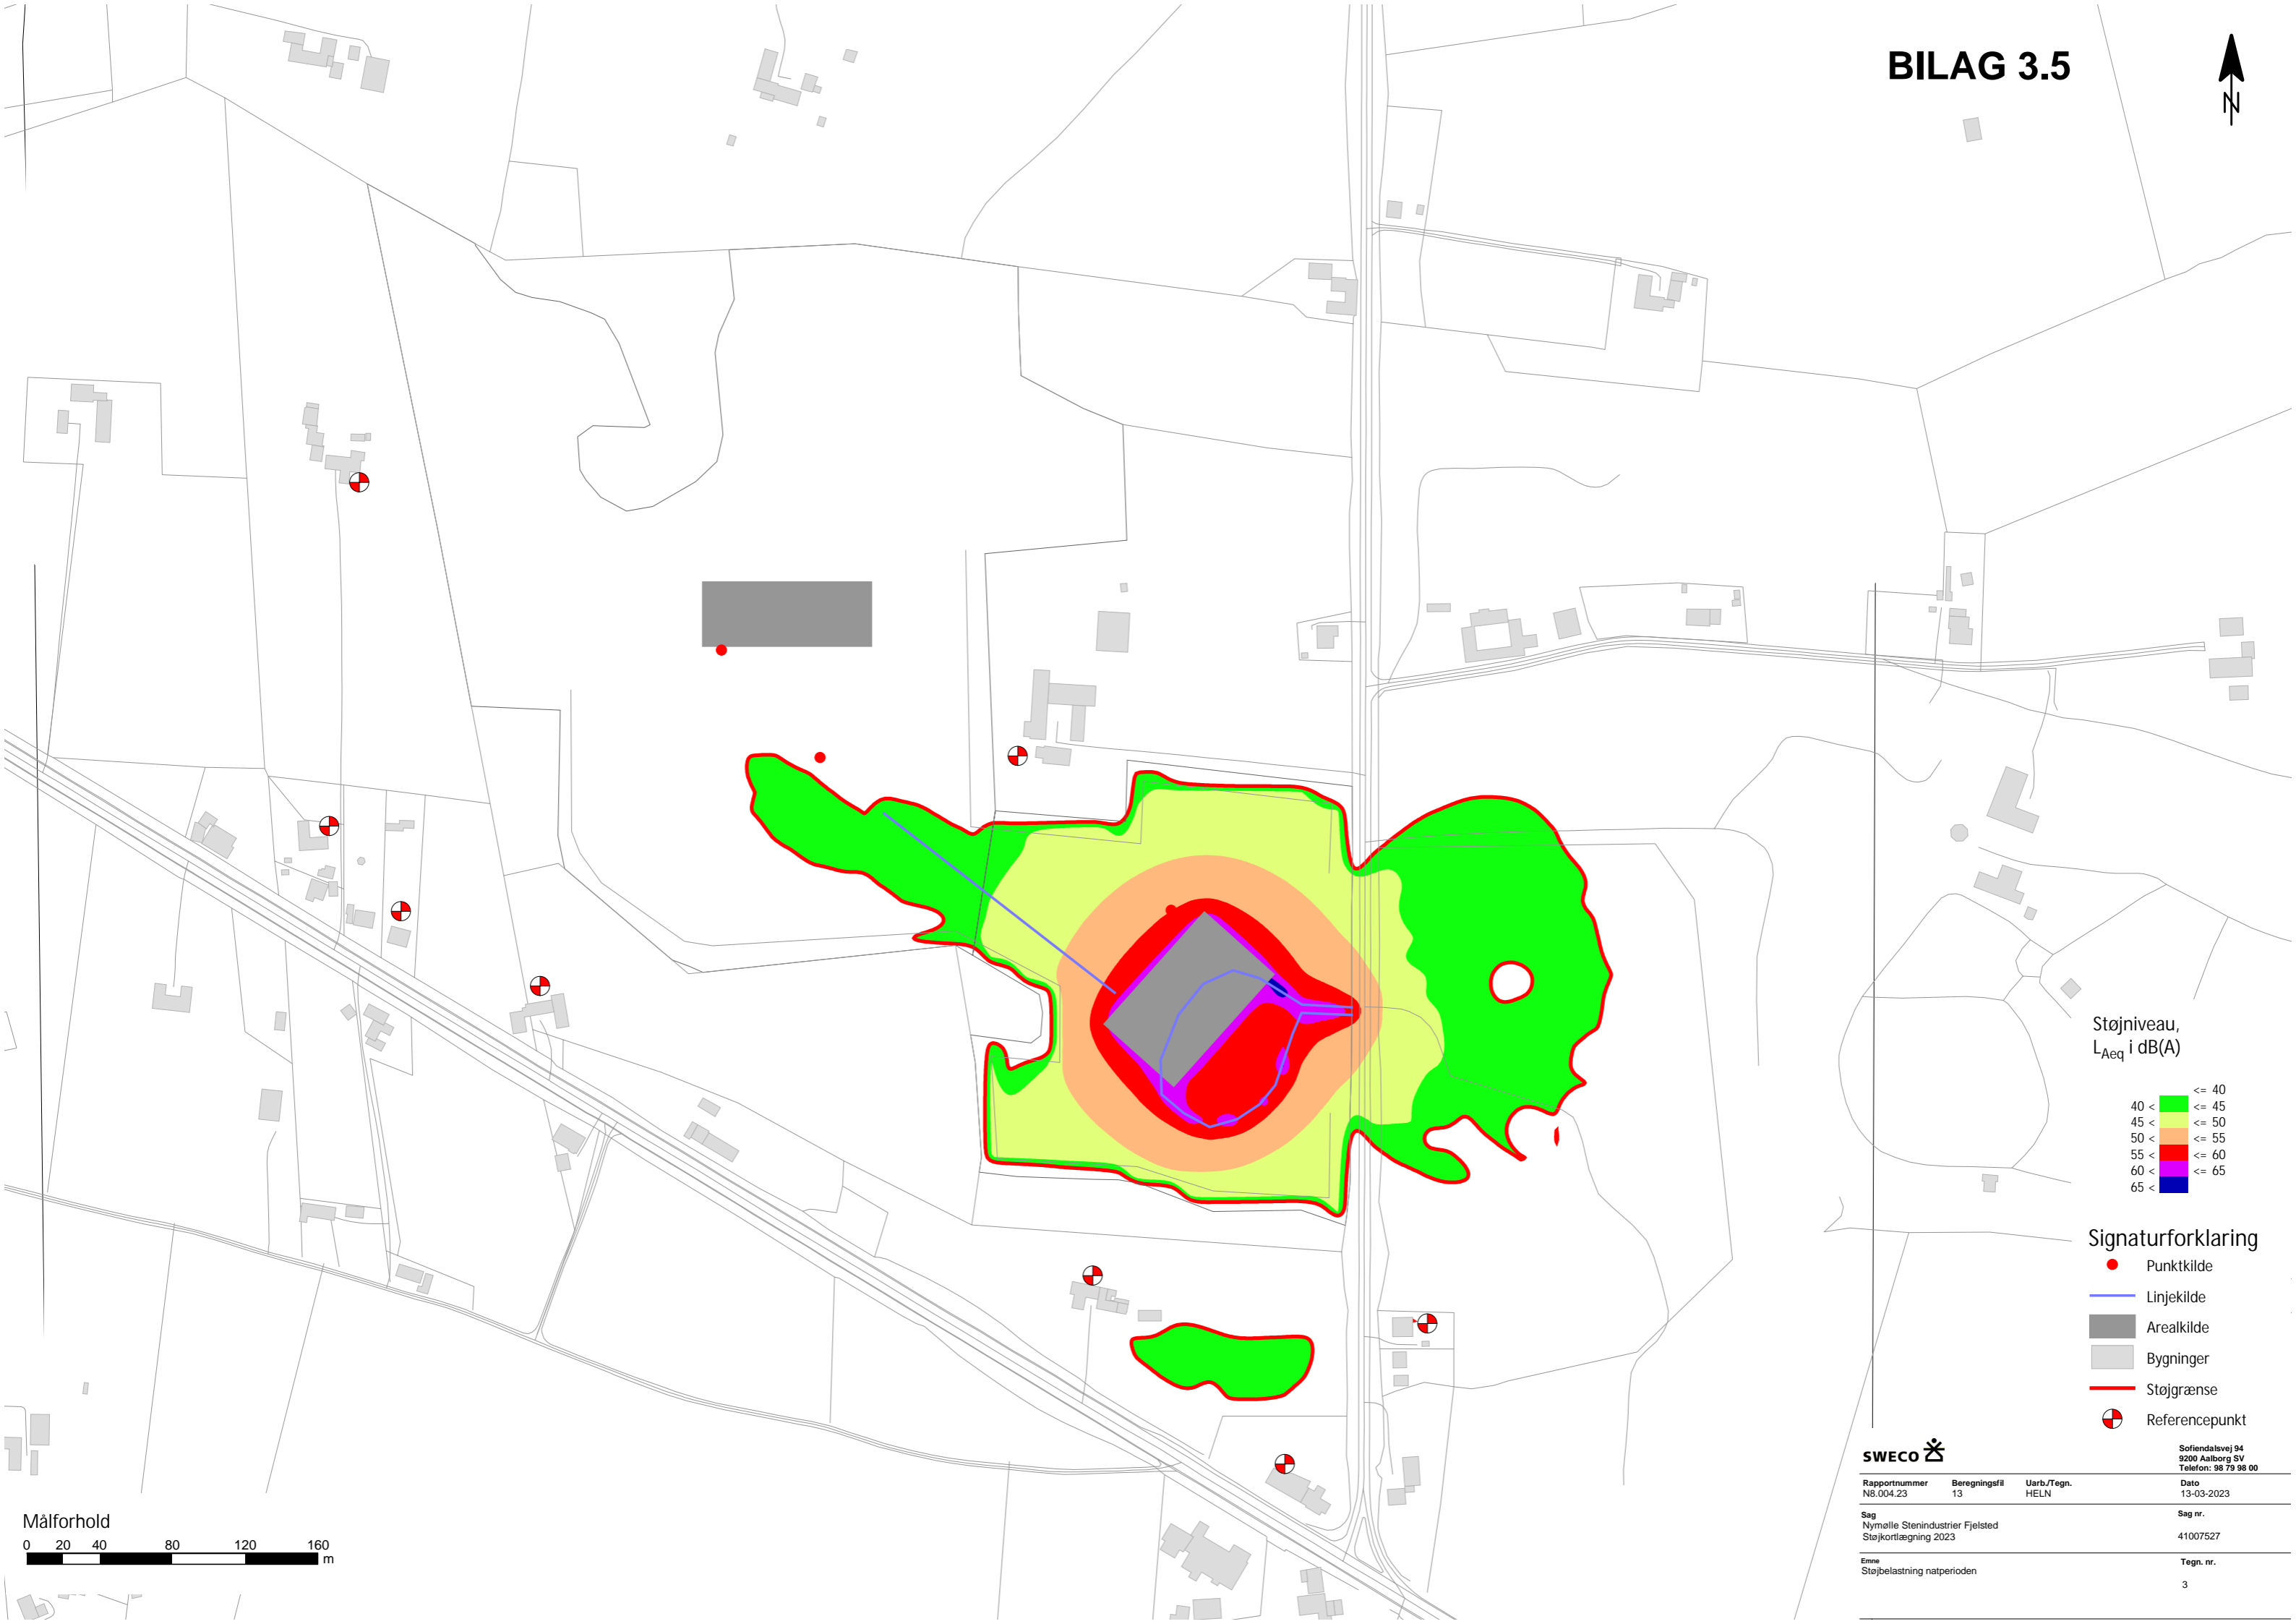 BILAG 3.5
N
Støjniveau,
LAeq i dB(A)
<= 40
40 < <= 45
45 < <= 50
50 < <= 55
55 < <= 60
60 < <= 65
65 <
Signaturforklaring
Punktkilde
Linjekilde
Arealkilde
Bygninger
Støjgrænse
Referencepunkt
SWECO
Sofiendalsvej 94
9200 Aalborg SV
Telefon: 98 79 98 00
Rapportnummer Beregningsfil Uarb./Tegn. Dato
N8.004.23 13 HELN 13-03-2023
Sag Sag nr.
Nymølle Stenindustrier Fjelsted
Støjkortlægning 2023 41007527
Emne Tegn. nr.
Støjbelastning natperioden
3
Målforhold
0 20 40 80 120 160
m